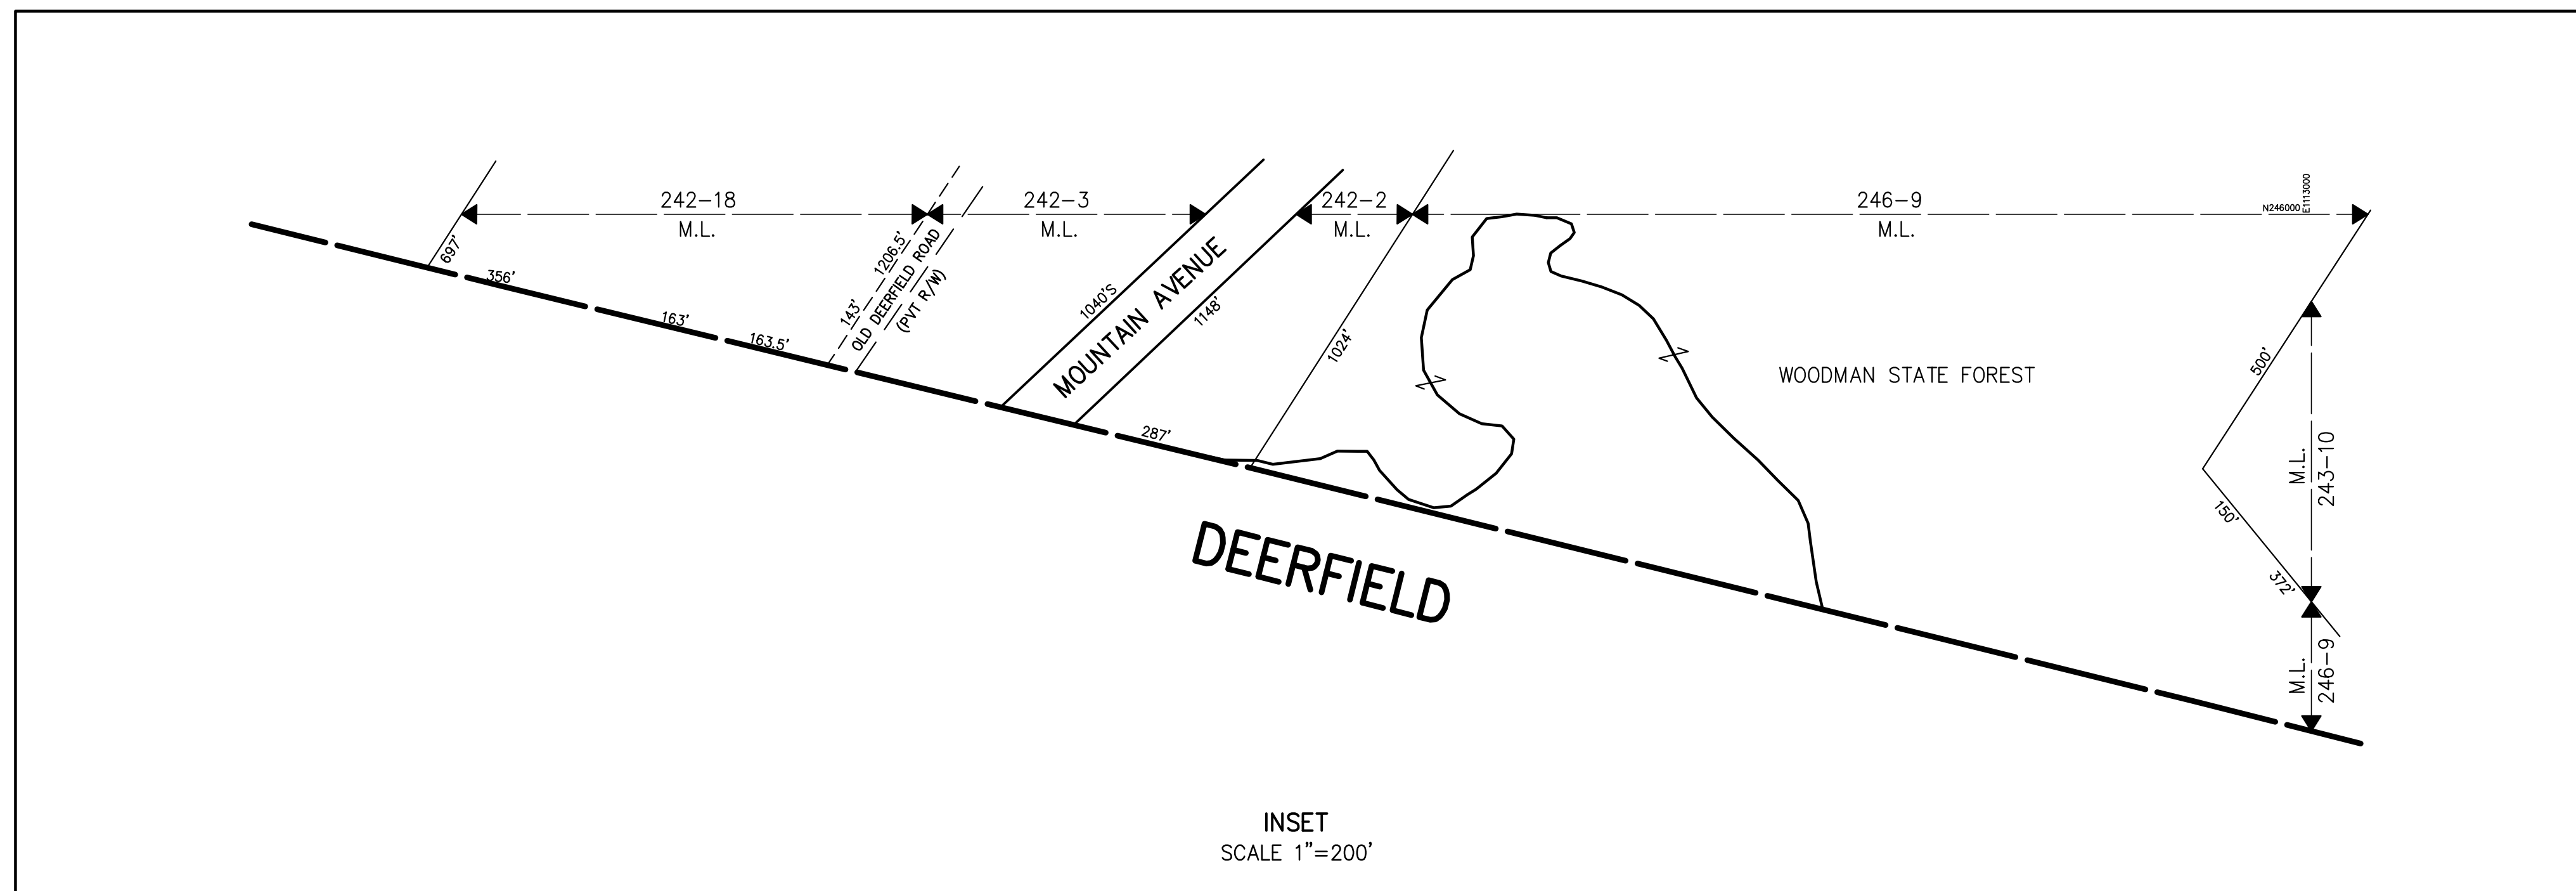 242-18
M.L.
242-3
M.L.
242-2
M.L.
246-9
M.L.
N246000
E1113000
697'
356'
163'
163.5'
143'
1206.5'
OLD DEERFIELD ROAD
(PVT R/W)
1040'S
MOUNTAIN AVENUE
1148'
287'
1024'
WOODMAN STATE FOREST
500'
150'
372'
M.L.
243-10
M.L.
246-9
DEERFIELD
INSET
SCALE 1"=200'